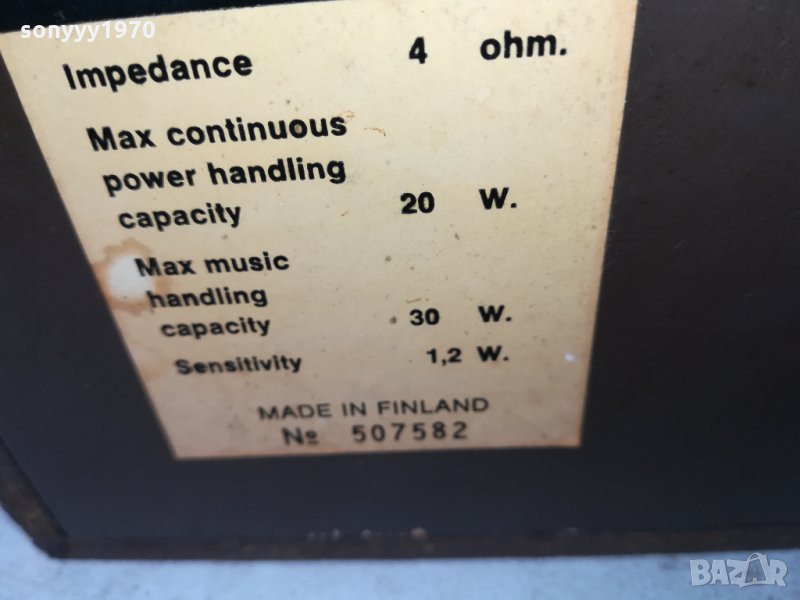 sonyyy1970
Impedance 4 ohm.
Max continuous
power handling
capacity 20 W.
Max music
handling
capacity 30 W.
Sensitivity 1,2 W.
MADE IN FINLAND
№ 507582
BAZAR